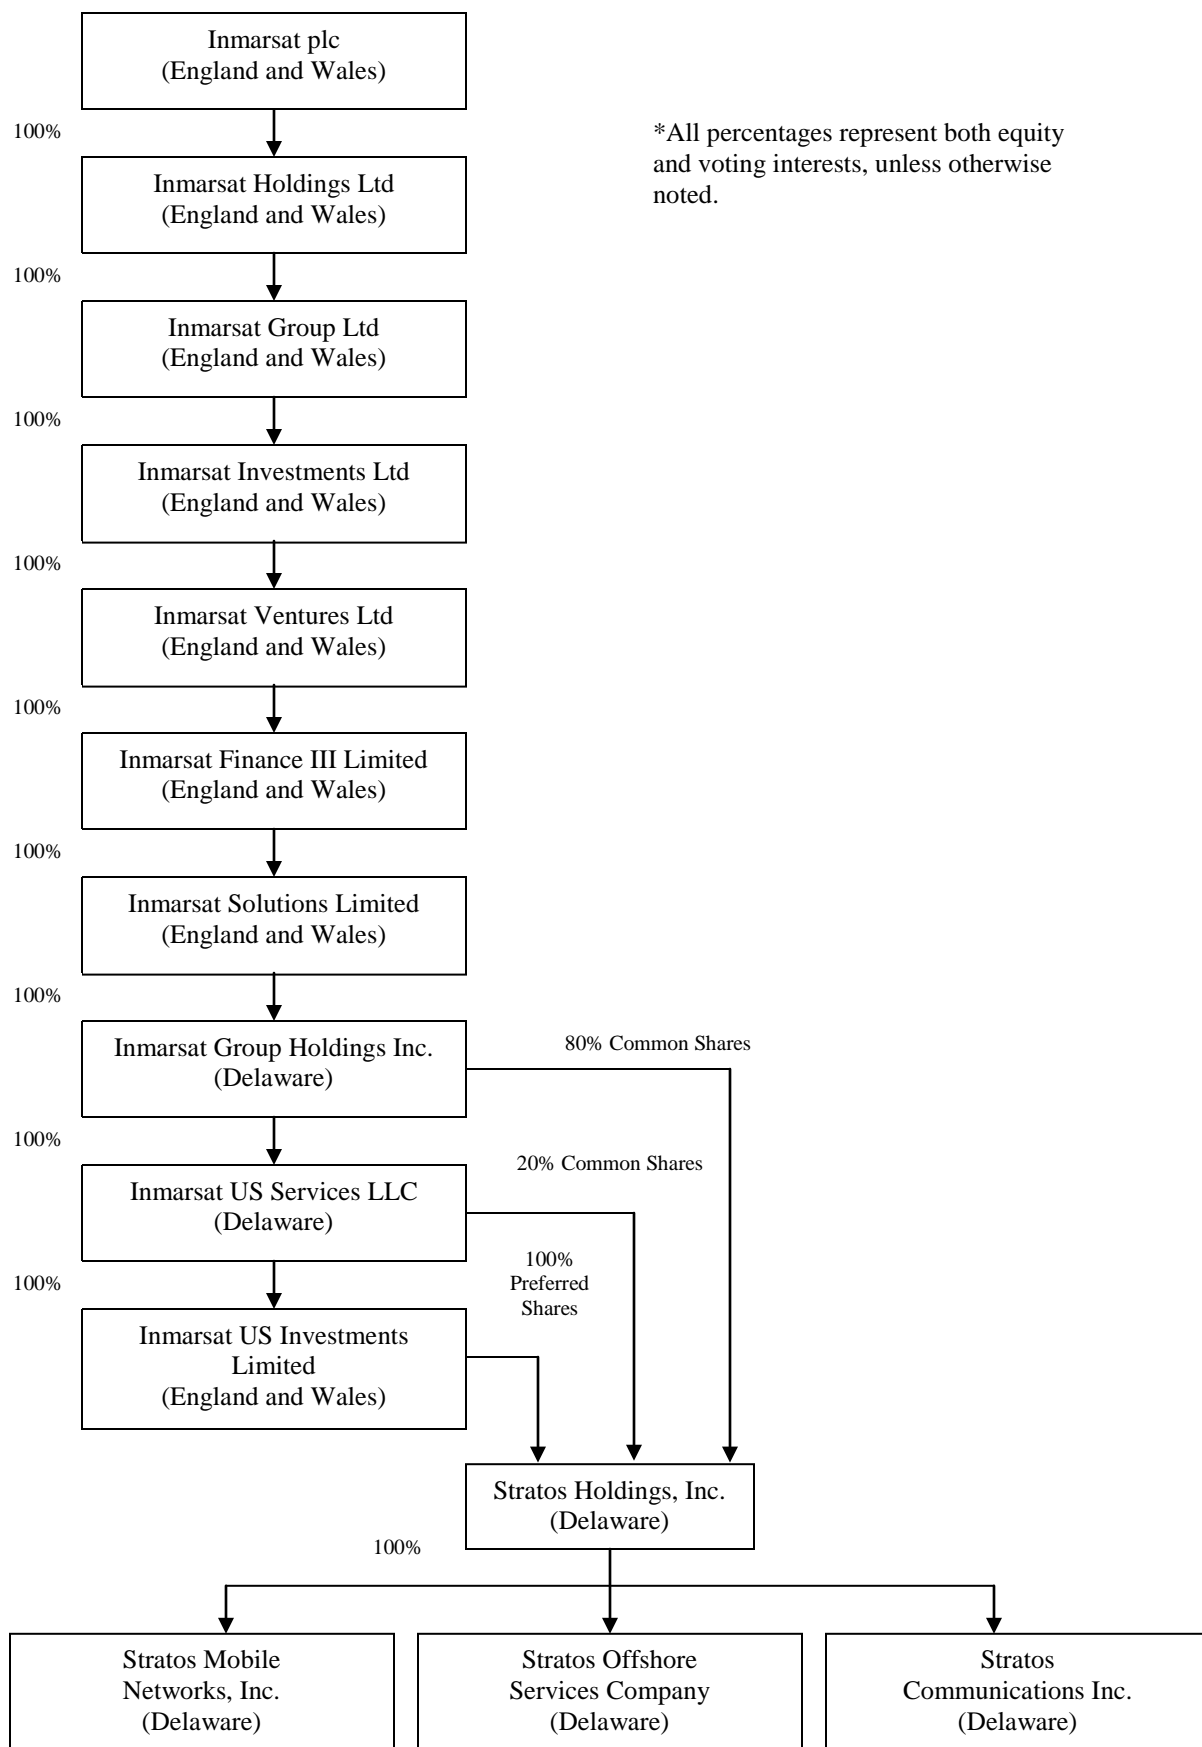 Inmarsat plc
(England and Wales)
100%
*All percentages represent both equity
and voting interests, unless otherwise
noted.
Inmarsat Holdings Ltd
(England and Wales)
100%
Inmarsat Group Ltd
(England and Wales)
100%
Inmarsat Investments Ltd
(England and Wales)
100%
Inmarsat Ventures Ltd
(England and Wales)
100%
Inmarsat Finance III Limited
(England and Wales)
100%
Inmarsat Solutions Limited
(England and Wales)
100%
Inmarsat Group Holdings Inc.
(Delaware)
80% Common Shares
100%
Inmarsat US Services LLC
(Delaware)
20% Common Shares
100%
100%
Preferred
Shares
Inmarsat US Investments
Limited
(England and Wales)
Stratos Holdings, Inc.
(Delaware)
100%
Stratos Mobile
Networks, Inc.
(Delaware)
Stratos Offshore
Services Company
(Delaware)
Stratos
Communications Inc.
(Delaware)